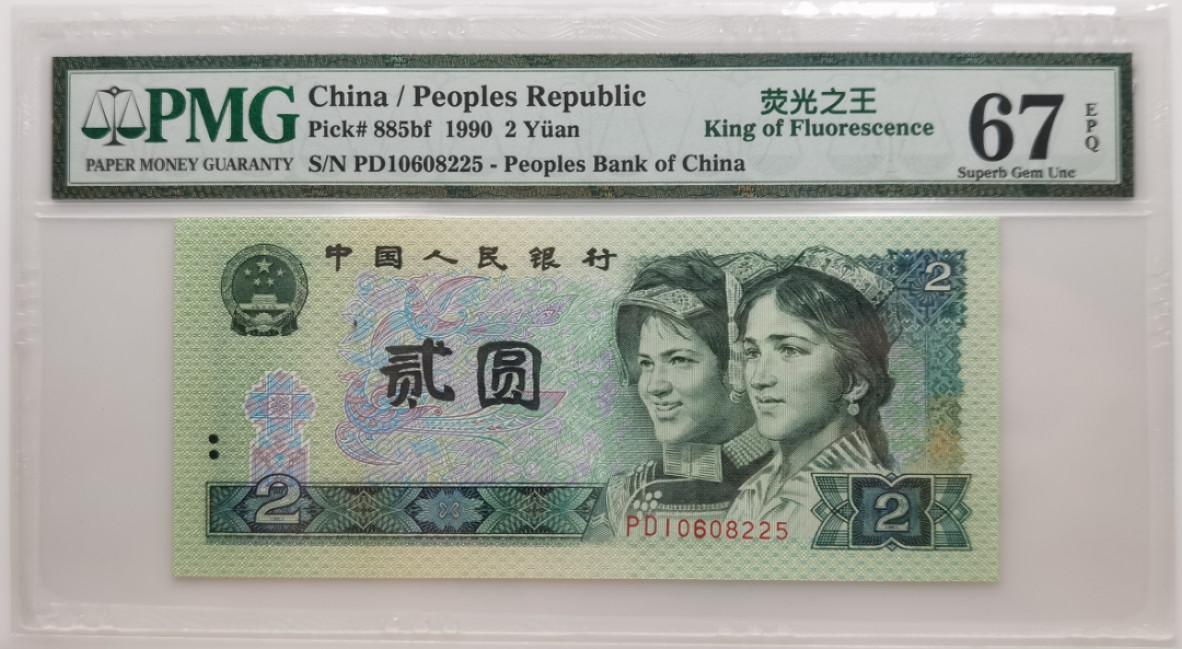 PMG
PAPER MONEY GUARANTY
China / Peoples Republic
Pick# 885bf 1990 2 Yüan
S/N PD10608225 - Peoples Bank of China
荧光之王
King of Fluorescence
67
EPQ
Superb Gem Unc
中国人民银行
2
贰圆
2
PD10608225
2